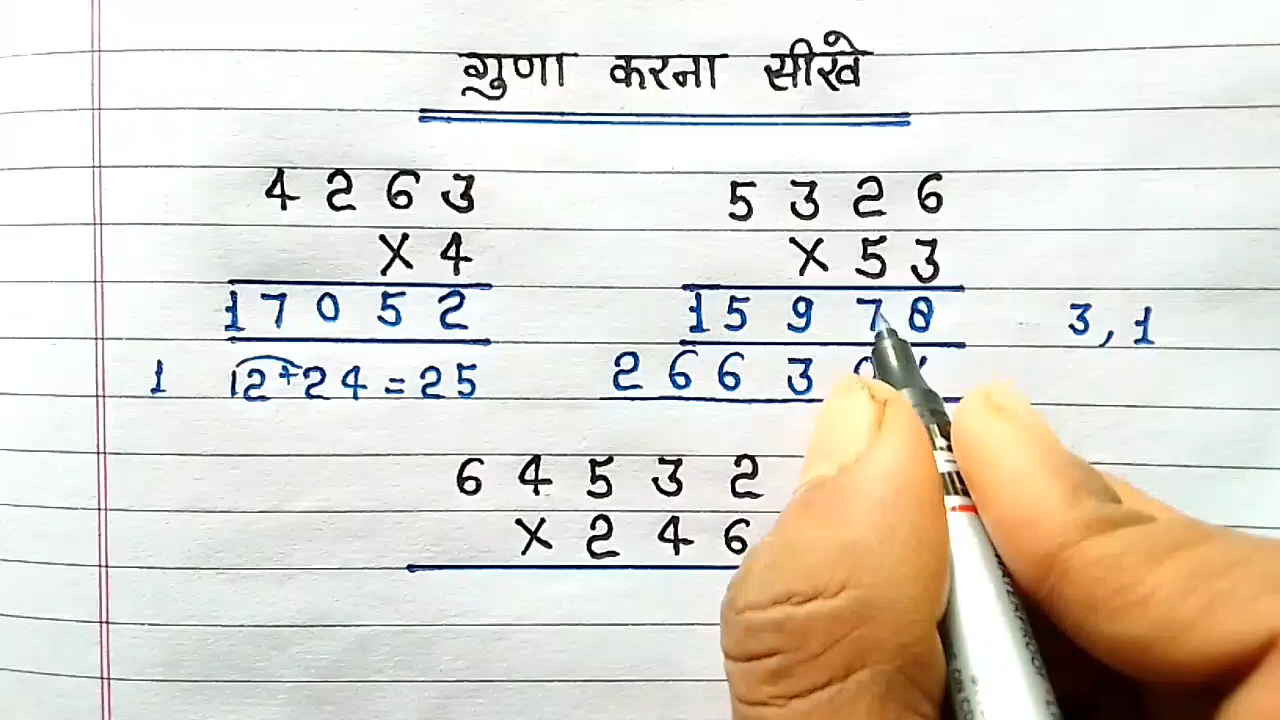 गुणा करना सीखे
4 2 6 3
X 4
1 7 0 5 2
1 12+24=25
5 3 2 6
X 5 3
1 5 9 7 8
3,1
2 6 6 3
6 4 5 3 2
X 2 4 6